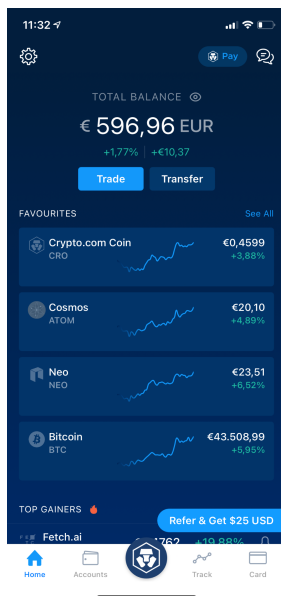 11:32
Pay
TOTAL BALANCE
€ 596,96 EUR
+1,77% +€10,37
Trade Transfer
FAVOURITES See All
Crypto.com Coin €0,4599
CRO +3,88%
Cosmos €20,10
ATOM +4,89%
Neo €23,51
NEO +6,52%
Bitcoin €43.508,99
BTC +5,95%
TOP GAINERS
Refer & Get $25 USD
Fetch.ai +19,88%
Home Accounts Track Card